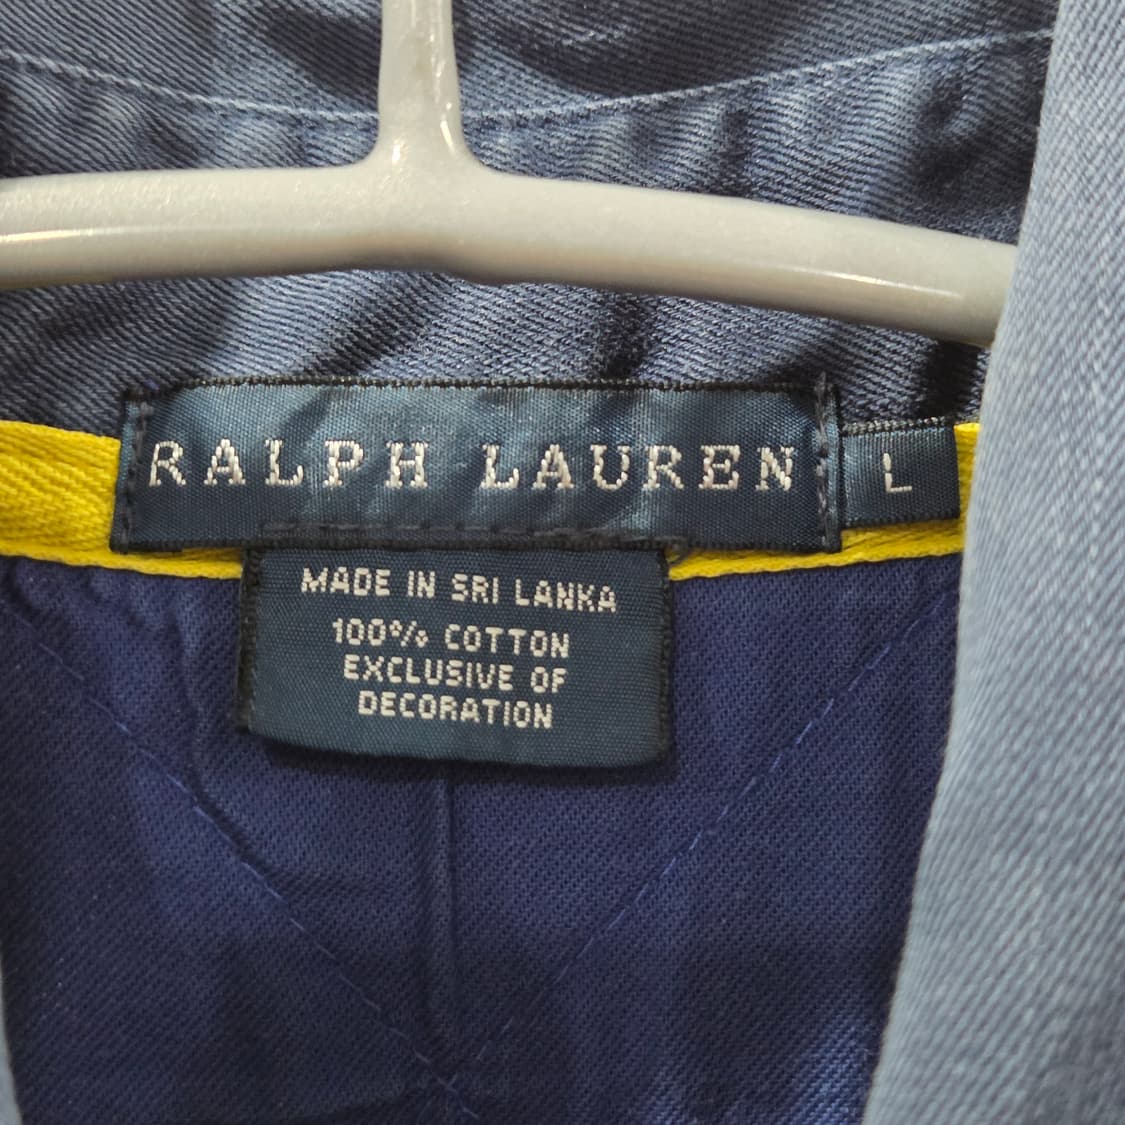 RALPH LAUREN
L
MADE IN SRI LANKA
100% COTTON
EXCLUSIVE OF
DECORATION